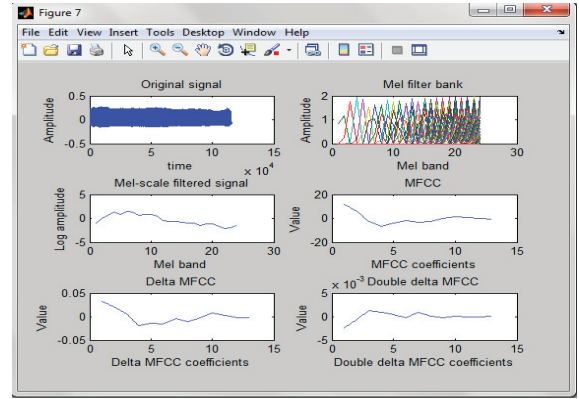 Figure 7
File Edit View Insert Tools Desktop Window Help
Original signal
Amplitude
0.5
0
-0.5
0 5 10 15
time
x 10^4
Mel filter bank
Amplitude
2
1
0
0 10 20 30
Mel band
Mel-scale filtered signal
Log amplitude
5
0
-5
0 10 20 30
Mel band
MFCC
Value
20
0
-20
0 5 10 15
MFCC coefficients
Delta MFCC
Value
0.05
0
-0.05
0 5 10 15
Delta MFCC coefficients
x 10^-3 Double delta MFCC
Value
5
0
-5
0 5 10 15
Double delta MFCC coefficients